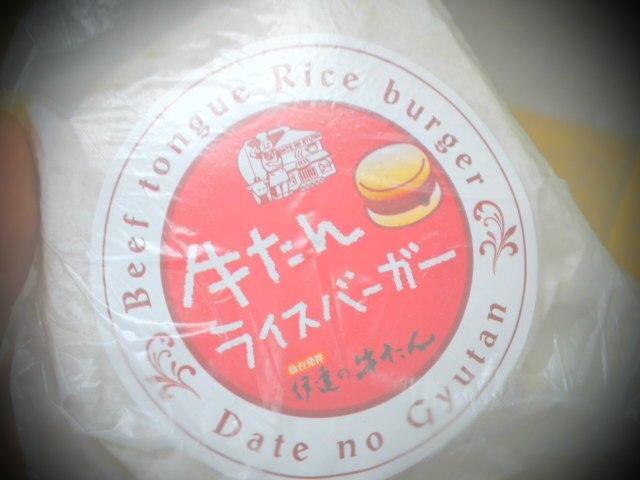 Beef tongue Rice burger
牛たん
ライスバーガー
仙台発祥
伊達の牛たん
Date no Gyutan